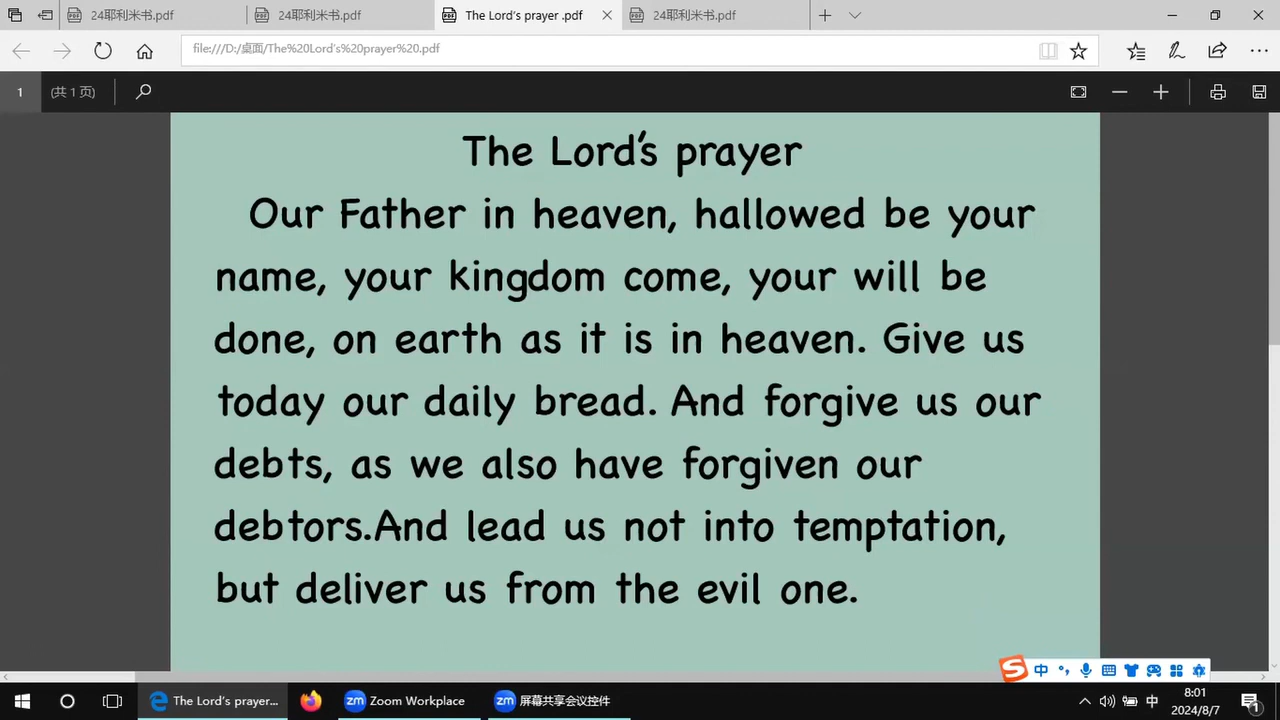 24耶利米书.pdf
24耶利米书.pdf
The Lord's prayer .pdf
24耶利米书.pdf
file:///D:/桌面/The%20Lord's%20prayer%20.pdf
1
(共 1 页)
The Lord's prayer
Our Father in heaven, hallowed be your
name, your kingdom come, your will be
done, on earth as it is in heaven. Give us
today our daily bread. And forgive us our
debts, as we also have forgiven our
debtors.And lead us not into temptation,
but deliver us from the evil one.
中
The Lord's prayer...
Zoom Workplace
屏幕共享会议控件
中
8:01
2024/8/7
1